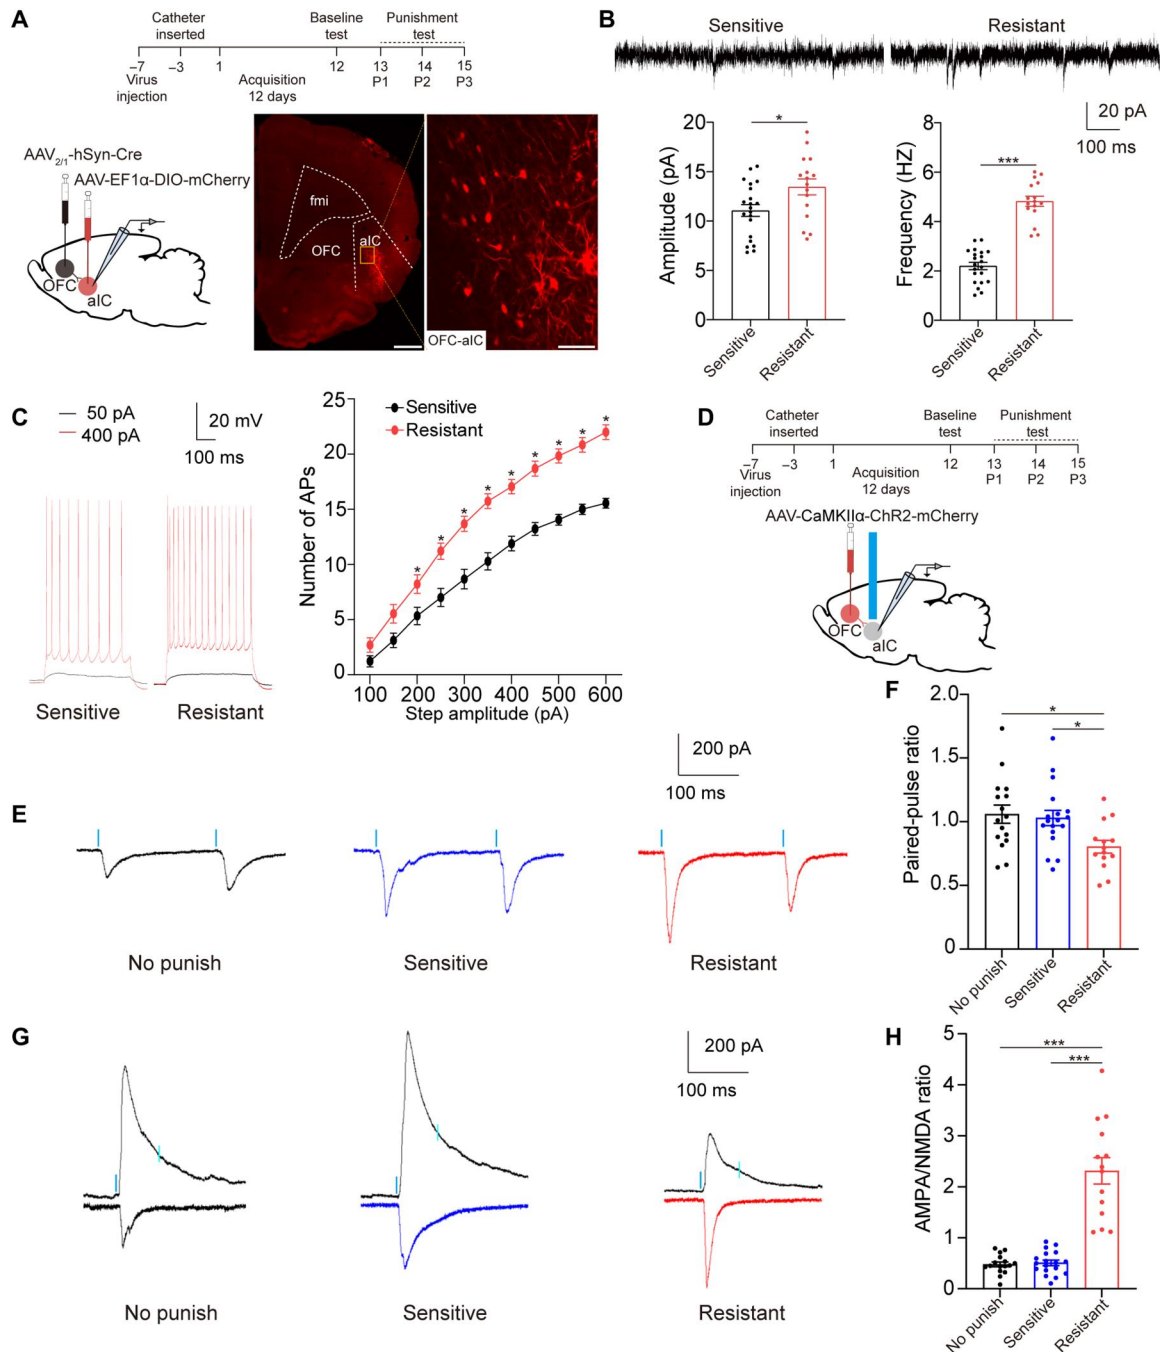 A
Catheter
inserted
Baseline
test
Punishment
test
–7
–3
1
12
13
14
15
Virus
injection
Acquisition
12 days
P1
P2
P3
AAV2/1-hSyn-Cre
AAV-EF1α-DIO-mCherry
OFC
aIC
fmi
OFC
aIC
OFC-aIC
B
Sensitive
Resistant
20 pA
100 ms
Amplitude (pA)
20
15
10
5
0
Sensitive
Resistant
*
Frequency (HZ)
8
6
4
2
0
Sensitive
Resistant
***
C
50 pA
400 pA
20 mV
100 ms
Sensitive
Resistant
Number of APs
25
20
15
10
5
0
Sensitive
Resistant
* * * * * * * * *
100 200 300 400 500 600
Step amplitude (pA)
D
Catheter
inserted
Baseline
test
Punishment
test
–7
–3
1
12
13
14
15
Virus
injection
Acquisition
12 days
P1
P2
P3
AAV-CaMKIIα-ChR2-mCherry
OFC
aIC
E
200 pA
100 ms
No punish
Sensitive
Resistant
F
Paired-pulse ratio
2.0
1.5
1.0
0.5
0
*
*
No punish
Sensitive
Resistant
G
200 pA
100 ms
No punish
Sensitive
Resistant
H
AMPA/NMDA ratio
5
4
3
2
1
0
***
***
No punish
Sensitive
Resistant